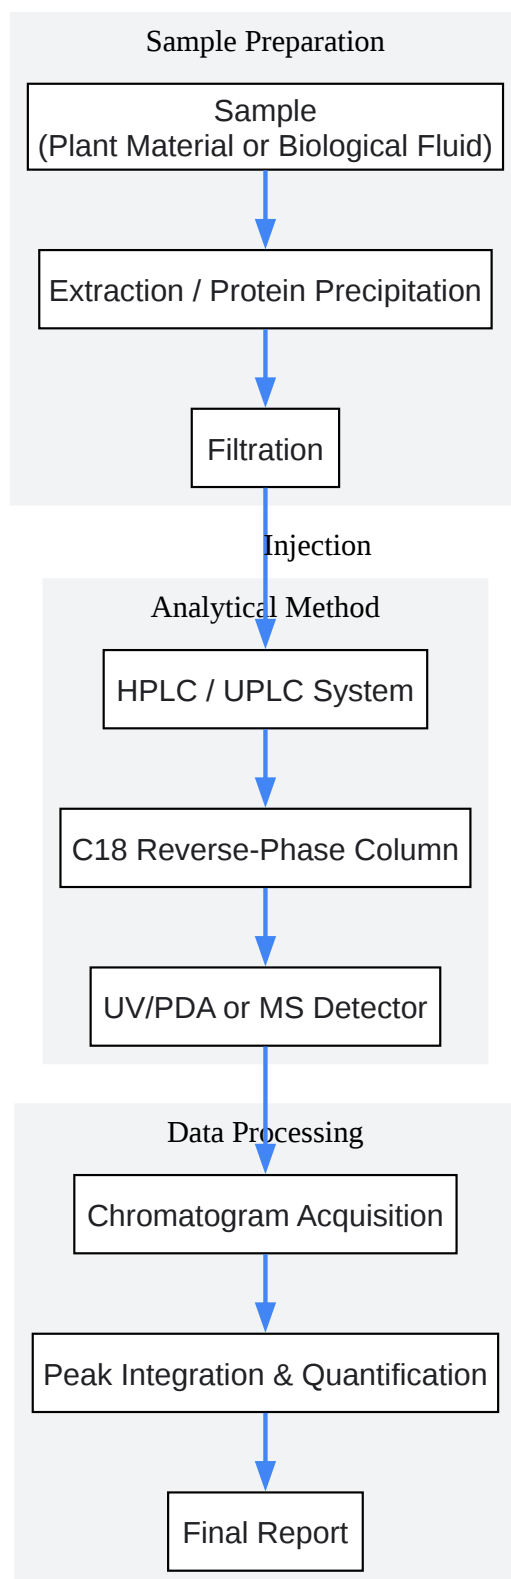 Sample Preparation
Sample
(Plant Material or Biological Fluid)
Extraction / Protein Precipitation
Filtration
Injection
Analytical Method
HPLC / UPLC System
C18 Reverse-Phase Column
UV/PDA or MS Detector
Data Processing
Chromatogram Acquisition
Peak Integration & Quantification
Final Report